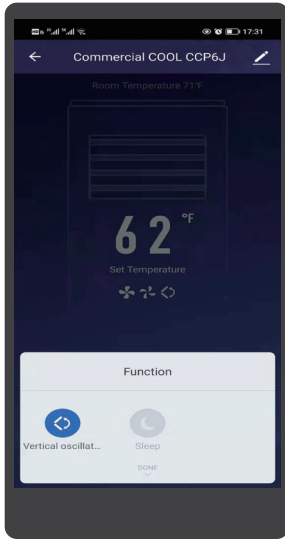 17:31
Commercial COOL CCP6J
Room Temperature 71°F
62 °F
Set Temperature
Function
Vertical oscillat... Sleep
DONE